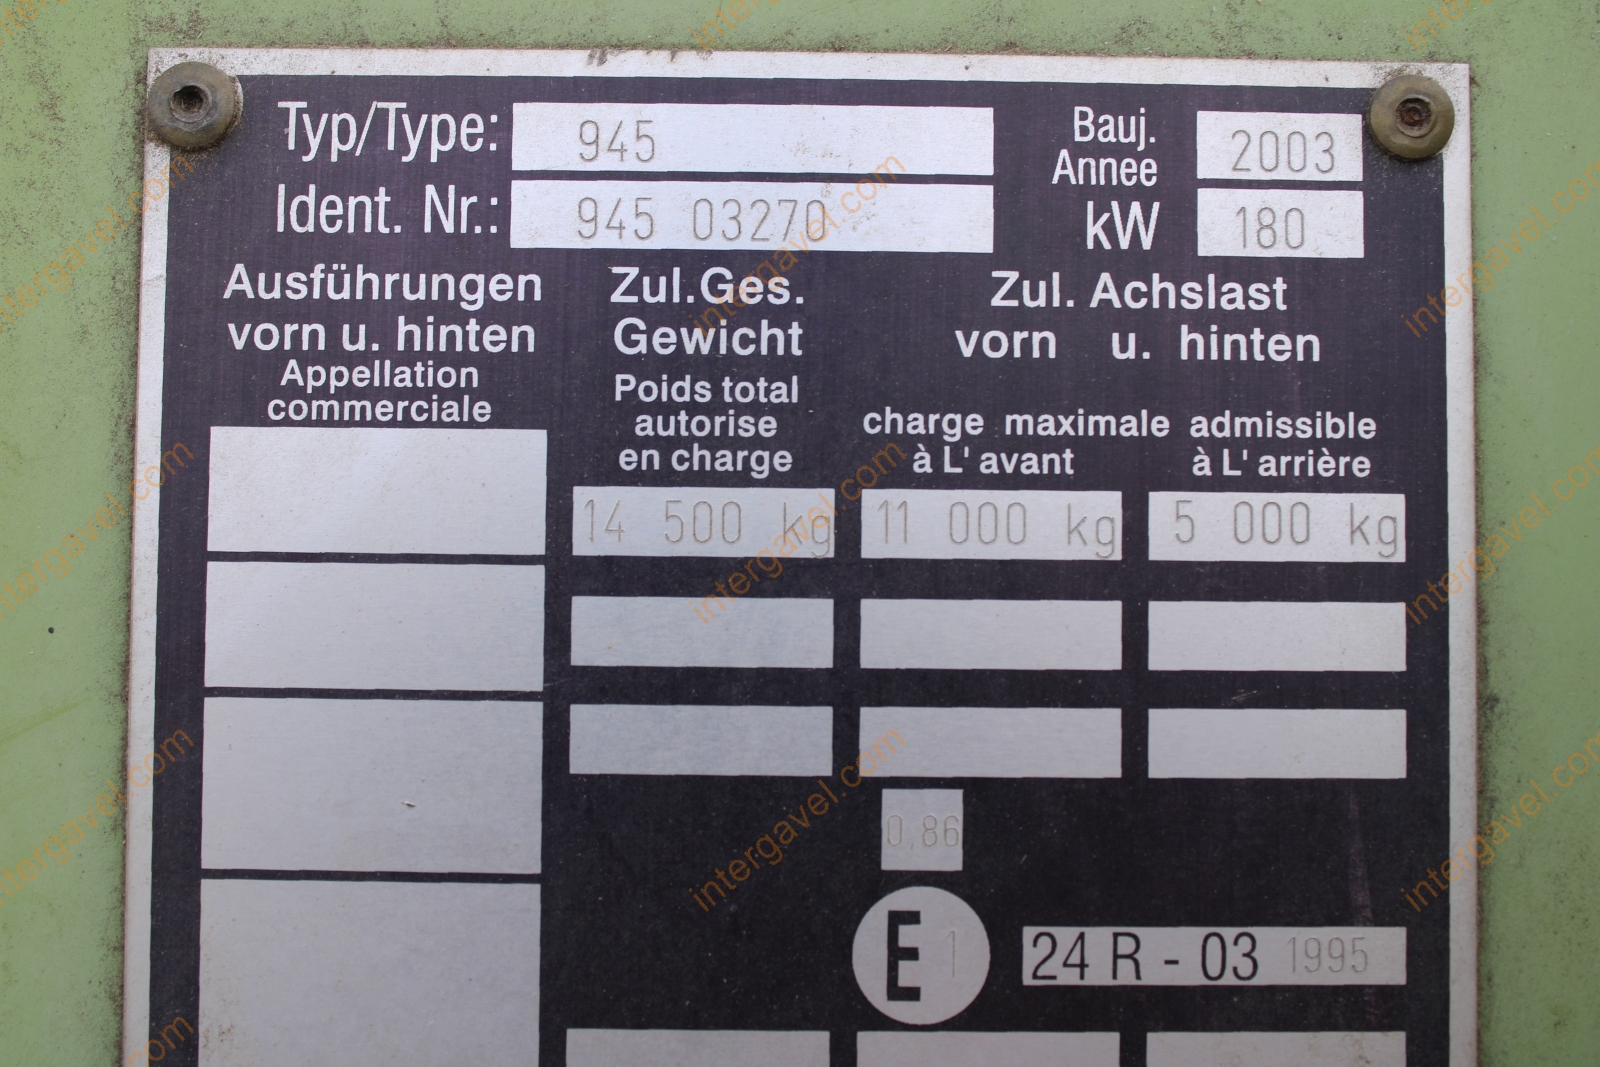 Typ/Type: 945 Bauj. Annee 2003
Ident. Nr.: 945 03270 kW 180
Ausführungen vorn u. hinten
Appellation commerciale
Zul.Ges. Gewicht
Poids total autorise en charge
Zul. Achslast
vorn u. hinten
charge maximale admissible
à L' avant à L' arrière
14 500 kg 11 000 kg 5 000 kg
0,86
E 1 24 R - 03 1995
intergavel.com